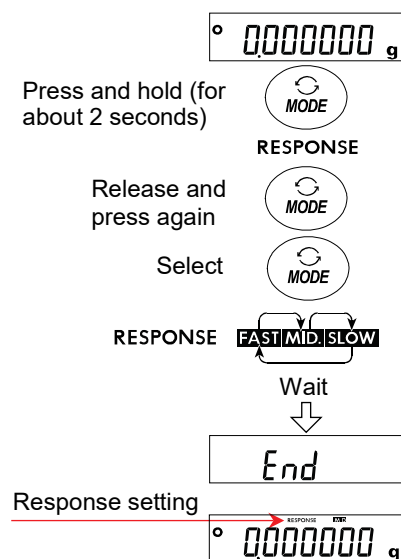 0.000000 g
Press and hold (for
about 2 seconds)
MODE
RESPONSE
Release and
press again
MODE
Select
MODE
RESPONSE FAST MID. SLOW
Wait
End
Response setting
RESPONSE MID.
0.000000 g